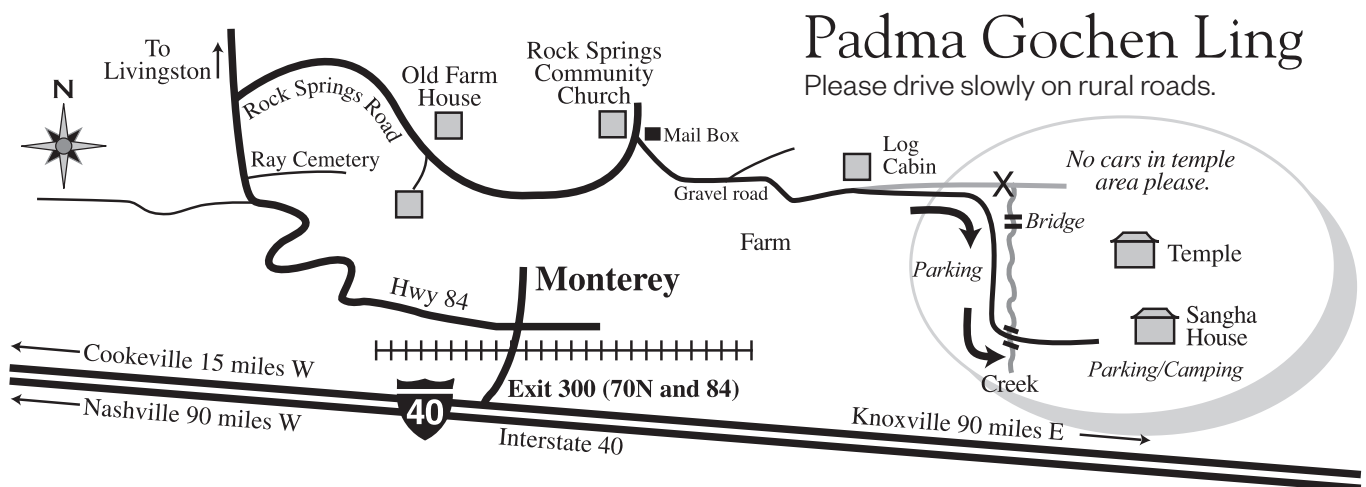 Padma Gochen Ling
Please drive slowly on rural roads.
To
Livingston
N
Rock Springs Road
Old Farm
House
Rock Springs
Community
Church
Mail Box
Ray Cemetery
Gravel road
Log
Cabin
No cars in temple
area please.
X
Bridge
Farm
Parking
Temple
Monterey
Hwy 84
Sangha
House
Parking/Camping
Creek
Cookeville 15 miles W
Nashville 90 miles W
Exit 300 (70N and 84)
40
Interstate 40
Knoxville 90 miles E